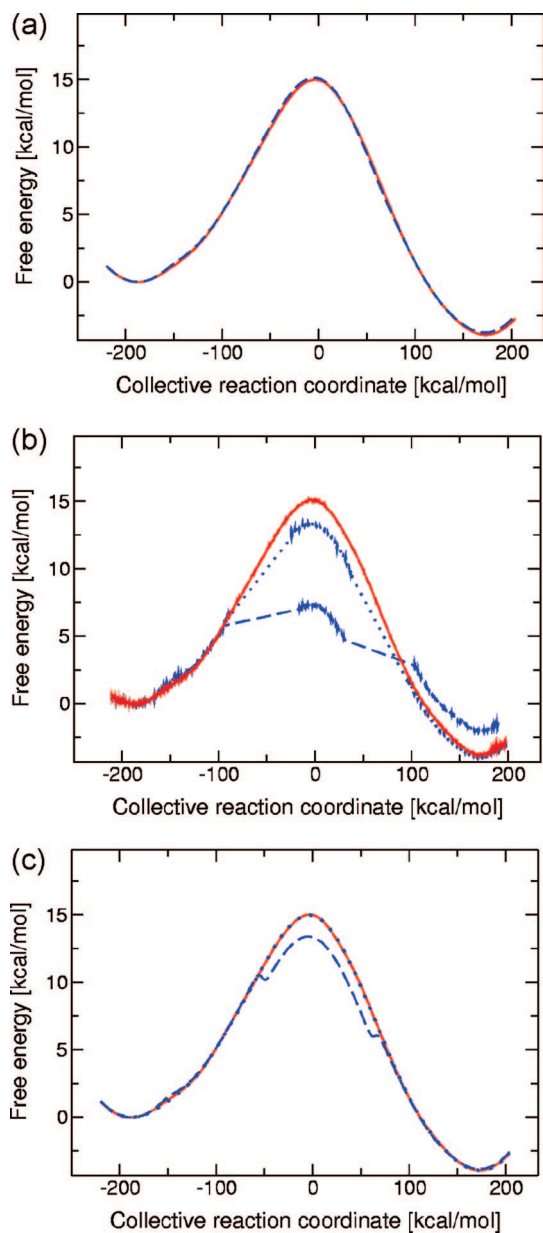 (a)
Free energy [kcal/mol]
15
10
5
0
-200 -100 0 100 200
Collective reaction coordinate [kcal/mol]
(b)
Free energy [kcal/mol]
15
10
5
0
-200 -100 0 100 200
Collective reaction coordinate [kcal/mol]
(c)
Free energy [kcal/mol]
15
10
5
0
-200 -100 0 100 200
Collective reaction coordinate [kcal/mol]